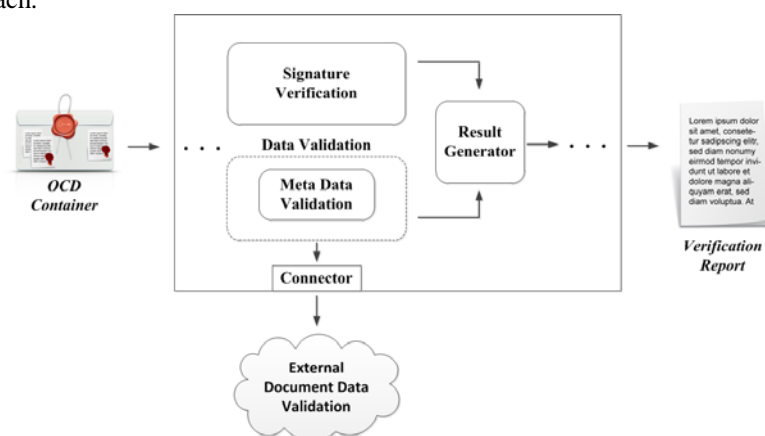 ach.
Signature
Verification
Data Validation
Meta Data
Validation
Result
Generator
. . .
. . .
OCD
Container
Connector
External
Document Data
Validation
Lorem ipsum dolor
sit amet, consete-
tur sadipscing elitr,
sed diam nonumy
eirmod tempor invi-
dunt ut labore et
dolore magna ali-
quyam erat, sed
diam voluptua. At
Verification
Report